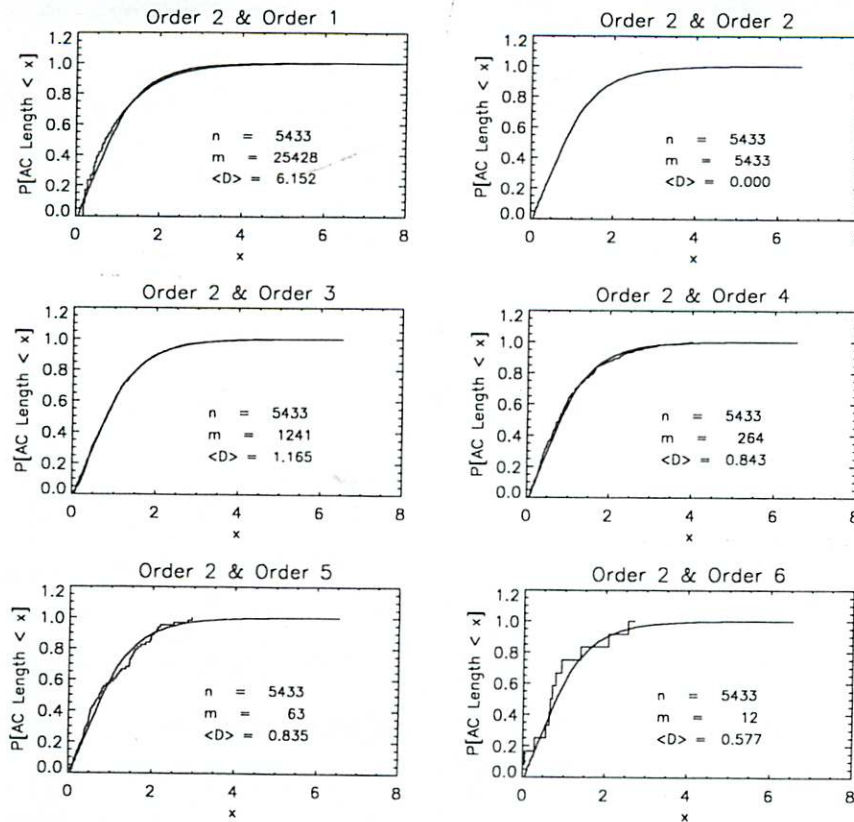 Order 2 & Order 1
P[AC Length < x]
1.2
1.0
0.8
0.6
0.4
0.2
0.0
n = 5433
m = 25428
<D> = 6.152
0 2 4 6 8
x
Order 2 & Order 2
P[AC Length < x]
1.2
1.0
0.8
0.6
0.4
0.2
0.0
n = 5433
m = 5433
<D> = 0.000
0 2 4 6 8
x
Order 2 & Order 3
P[AC Length < x]
1.2
1.0
0.8
0.6
0.4
0.2
0.0
n = 5433
m = 1241
<D> = 1.165
0 2 4 6 8
x
Order 2 & Order 4
P[AC Length < x]
1.2
1.0
0.8
0.6
0.4
0.2
0.0
n = 5433
m = 264
<D> = 0.843
0 2 4 6 8
x
Order 2 & Order 5
P[AC Length < x]
1.2
1.0
0.8
0.6
0.4
0.2
0.0
n = 5433
m = 63
<D> = 0.835
0 2 4 6 8
x
Order 2 & Order 6
P[AC Length < x]
1.2
1.0
0.8
0.6
0.4
0.2
0.0
n = 5433
m = 12
<D> = 0.577
0 2 4 6 8
x